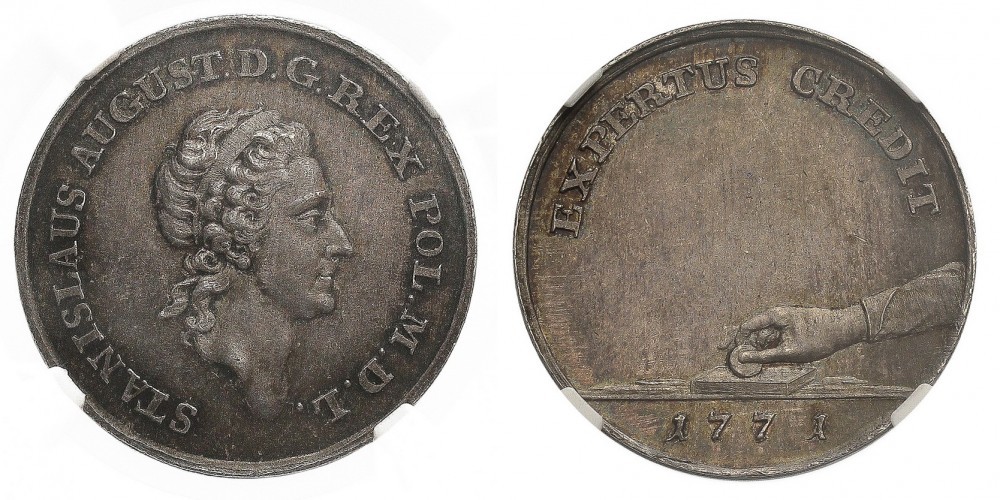 STANISLAUS AUGUST. D. G. REX POL. M. D. L.
EXPERTUS CREDIT
1771